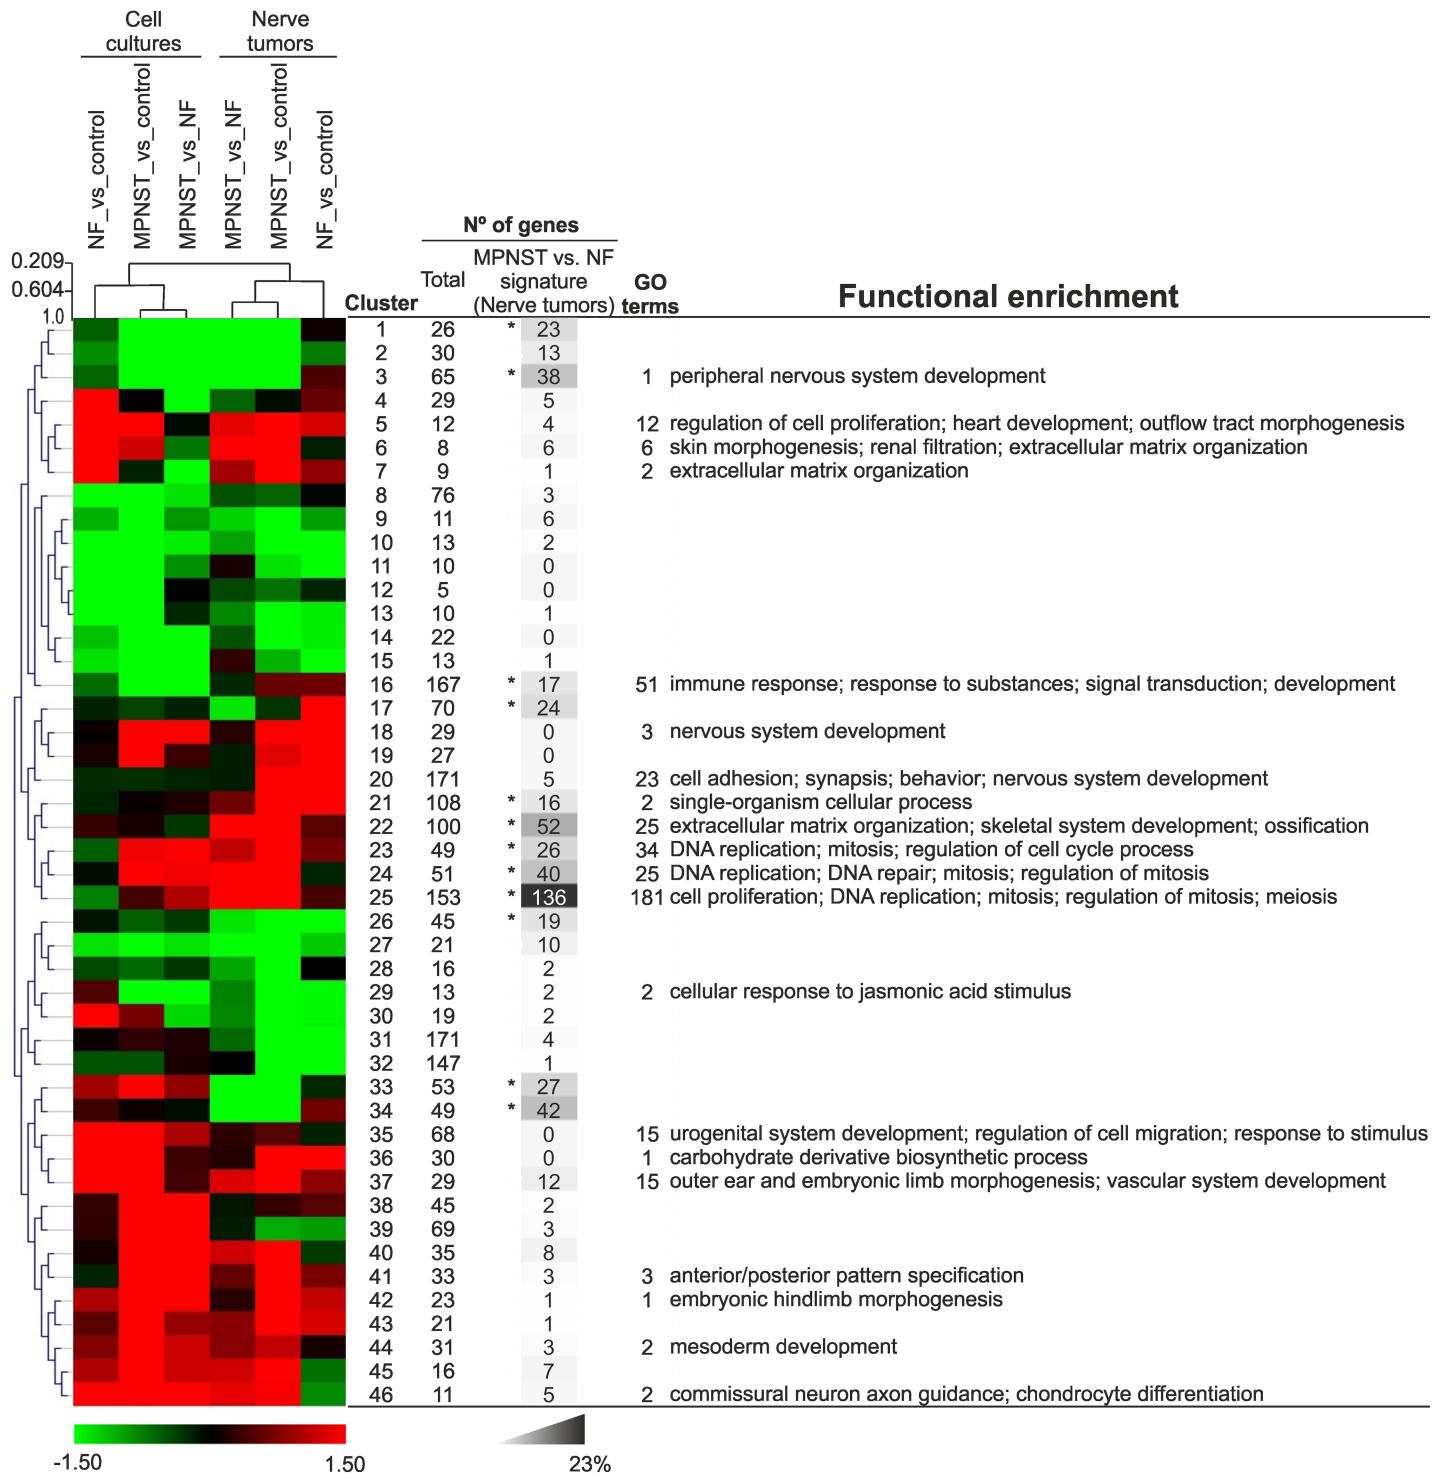 Cell cultures
Nerve tumors
NF_vs_control
MPNST_vs_control
MPNST_vs_NF
MPNST_vs_NF
MPNST_vs_control
NF_vs_control
0.209
0.604
1.0
Nº of genes
Cluster
Total
MPNST vs. NF
signature
(Nerve tumors)
GO
terms
Functional enrichment
1 26 * 23
2 30 13
3 65 * 38 1 peripheral nervous system development
4 29 5
5 12 4 12 regulation of cell proliferation; heart development; outflow tract morphogenesis
6 8 6 6 skin morphogenesis; renal filtration; extracellular matrix organization
7 9 1 2 extracellular matrix organization
8 76 3
9 11 6
10 13 2
11 10 0
12 5 0
13 10 1
14 22 0
15 13 1
16 167 * 17 51 immune response; response to substances; signal transduction; development
17 70 * 24
18 29 0 3 nervous system development
19 27 0
20 171 5 23 cell adhesion; synapsis; behavior; nervous system development
21 108 * 16 2 single-organism cellular process
22 100 * 52 25 extracellular matrix organization; skeletal system development; ossification
23 49 * 26 34 DNA replication; mitosis; regulation of cell cycle process
24 51 * 40 25 DNA replication; DNA repair; mitosis; regulation of mitosis
25 153 * 136 181 cell proliferation; DNA replication; mitosis; regulation of mitosis; meiosis
26 45 * 19
27 21 10
28 16 2
29 13 2 2 cellular response to jasmonic acid stimulus
30 19 2
31 171 4
32 147 1
33 53 * 27
34 49 * 42
35 68 0 15 urogenital system development; regulation of cell migration; response to stimulus
36 30 0 1 carbohydrate derivative biosynthetic process
37 29 12 15 outer ear and embryonic limb morphogenesis; vascular system development
38 45 2
39 69 3
40 35 8
41 33 3 3 anterior/posterior pattern specification
42 23 1 1 embryonic hindlimb morphogenesis
43 21 1
44 31 3 2 mesoderm development
45 16 7
46 11 5 2 commissural neuron axon guidance; chondrocyte differentiation
-1.50 1.50 23%